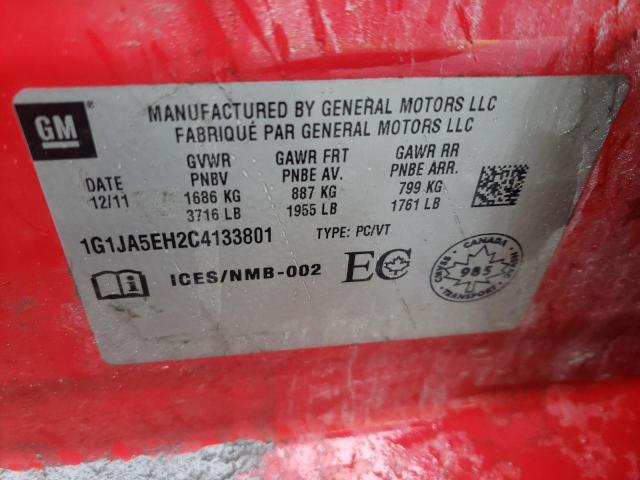 GM
MANUFACTURED BY GENERAL MOTORS LLC
FABRIQUÉ PAR GENERAL MOTORS LLC
DATE
12/11
GVWR
PNBV
1686 KG
3716 LB
GAWR FRT
PNBE AV.
887 KG
1955 LB
GAWR RR
PNBE ARR.
799 KG
1761 LB
1G1JA5EH2C4133801 TYPE: PC/VT
ICES/NMB-002 EC
CANADA
985
TRANSPORT